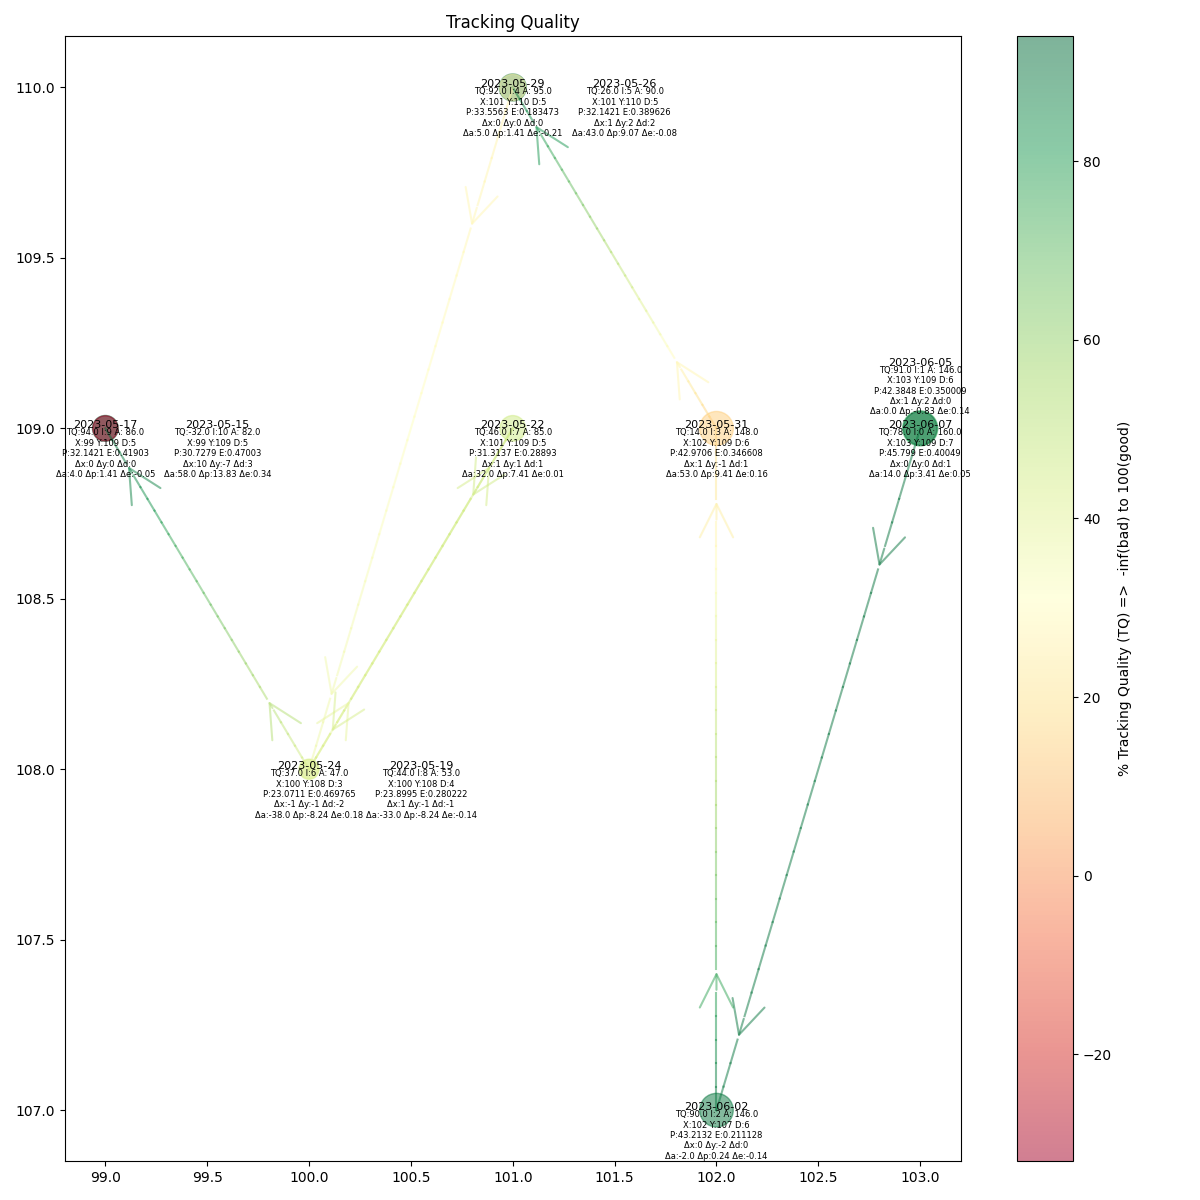 Tracking Quality
110.0
109.5
109.0
108.5
108.0
107.5
107.0
2023-05-29
TQ:92.0 I:4 A: 95.0
X:101 Y:110 D:5
P:33.5563 E:0.183473
Δx:0 Δy:0 Δd:0
Δa:5.0 Δp:1.41 Δe:-0.21
2023-05-26
TQ:26.0 I:5 A: 90.0
X:101 Y:110 D:5
P:32.1421 E:0.389626
Δx:1 Δy:2 Δd:2
Δa:43.0 Δp:9.07 Δe:-0.08
2023-06-05
TQ:91.0 I:1 A: 146.0
X:103 Y:109 D:6
P:42.3848 E:0.350009
Δx:1 Δy:2 Δd:0
Δa:0.0 Δp:-0.83 Δe:0.14
2023-05-17
TQ:94.0 I:9 A: 86.0
X:99 Y:109 D:5
P:32.1421 E:0.41903
Δx:0 Δy:0 Δd:0
Δa:4.0 Δp:1.41 Δe:-0.05
2023-05-15
TQ:-32.0 I:10 A: 82.0
X:99 Y:109 D:5
P:30.7279 E:0.47003
Δx:10 Δy:-7 Δd:3
Δa:58.0 Δp:13.83 Δe:0.34
2023-05-22
TQ:46.0 I:7 A: 85.0
X:101 Y:109 D:5
P:31.3137 E:0.28893
Δx:1 Δy:1 Δd:1
Δa:32.0 Δp:7.41 Δe:0.01
2023-05-31
TQ:14.0 I:3 A: 148.0
X:102 Y:109 D:6
P:42.9706 E:0.346608
Δx:1 Δy:-1 Δd:1
Δa:53.0 Δp:9.41 Δe:0.16
2023-06-07
TQ:78.0 I:0 A: 160.0
X:103 Y:109 D:7
P:45.799 E:0.40049
Δx:0 Δy:0 Δd:1
Δa:14.0 Δp:3.41 Δe:0.05
2023-05-24
TQ:37.0 I:6 A: 47.0
X:100 Y:108 D:3
P:23.0711 E:0.469765
Δx:-1 Δy:-1 Δd:-2
Δa:-38.0 Δp:-8.24 Δe:0.18
2023-05-19
TQ:44.0 I:8 A: 53.0
X:100 Y:108 D:4
P:23.8995 E:0.280222
Δx:1 Δy:-1 Δd:-1
Δa:-33.0 Δp:-8.24 Δe:-0.14
2023-06-02
TQ:90.0 I:2 A: 146.0
X:102 Y:107 D:6
P:43.2132 E:0.211128
Δx:0 Δy:-2 Δd:0
Δa:-2.0 Δp:0.24 Δe:-0.14
99.0 99.5 100.0 100.5 101.0 101.5 102.0 102.5 103.0
80
60
40
20
0
−20
% Tracking Quality (TQ) =>  -inf(bad) to 100(good)